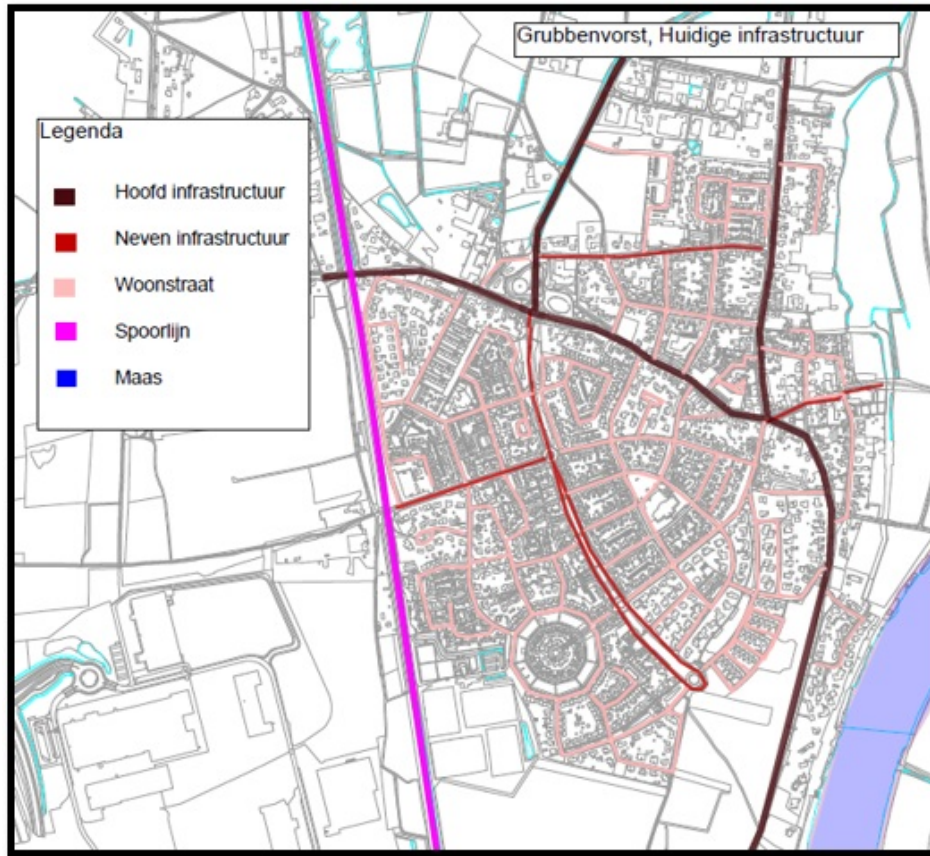 Grubbenvorst, Huidige infrastructuur
Legenda
Hoofd infrastructuur
Neven infrastructuur
Woonstraat
Spoorlijn
Maas